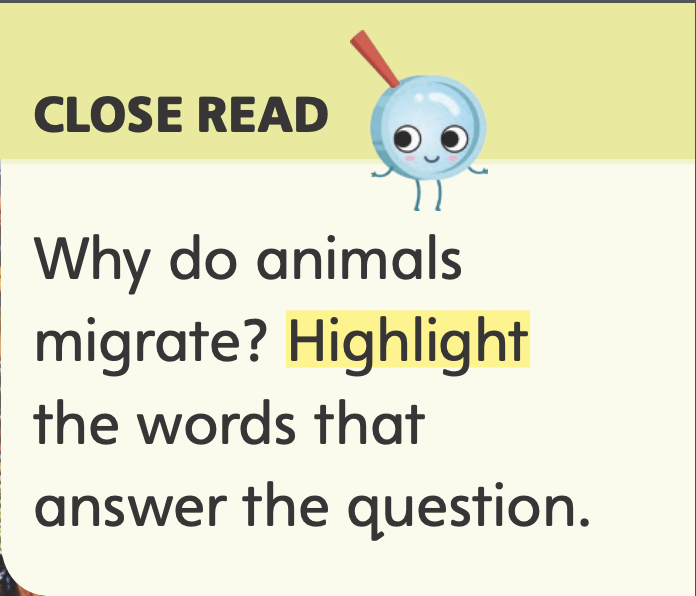 CLOSE READ
Why do animals
migrate? Highlight
the words that
answer the question.